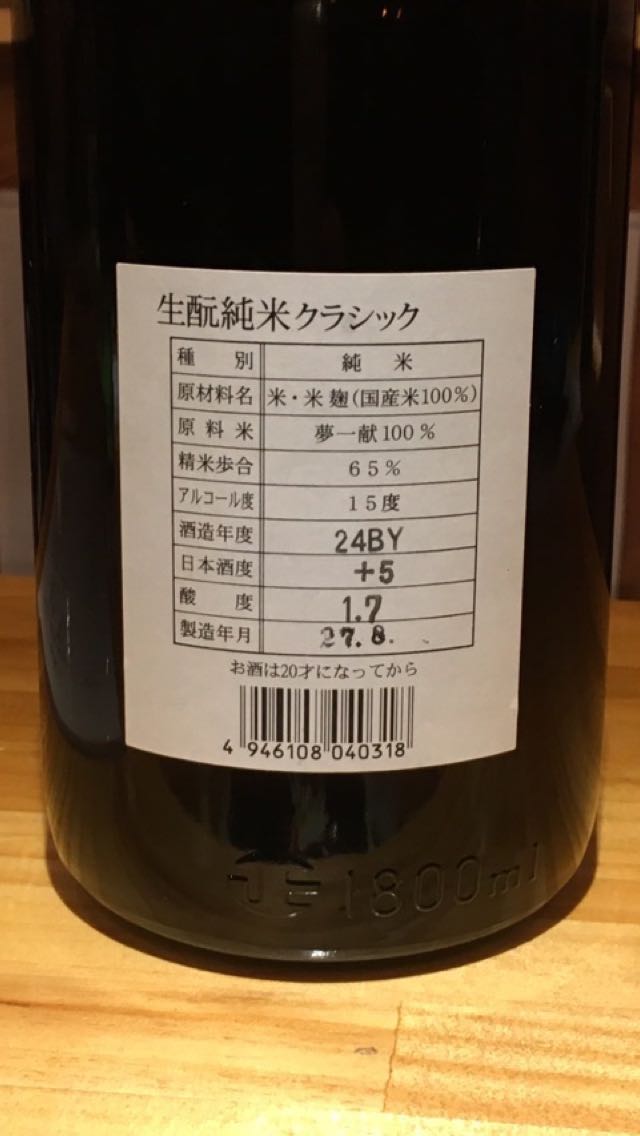 生酛純米クラシック
種別 純米
原材料名 米・米麹(国産米100%)
原料米 夢一献100%
精米歩合 65%
アルコール度 15度
酒造年度 24BY
日本酒度 +5
酸度 1.7
製造年月 27.8.
お酒は20才になってから
4 946108 040318
1800ml